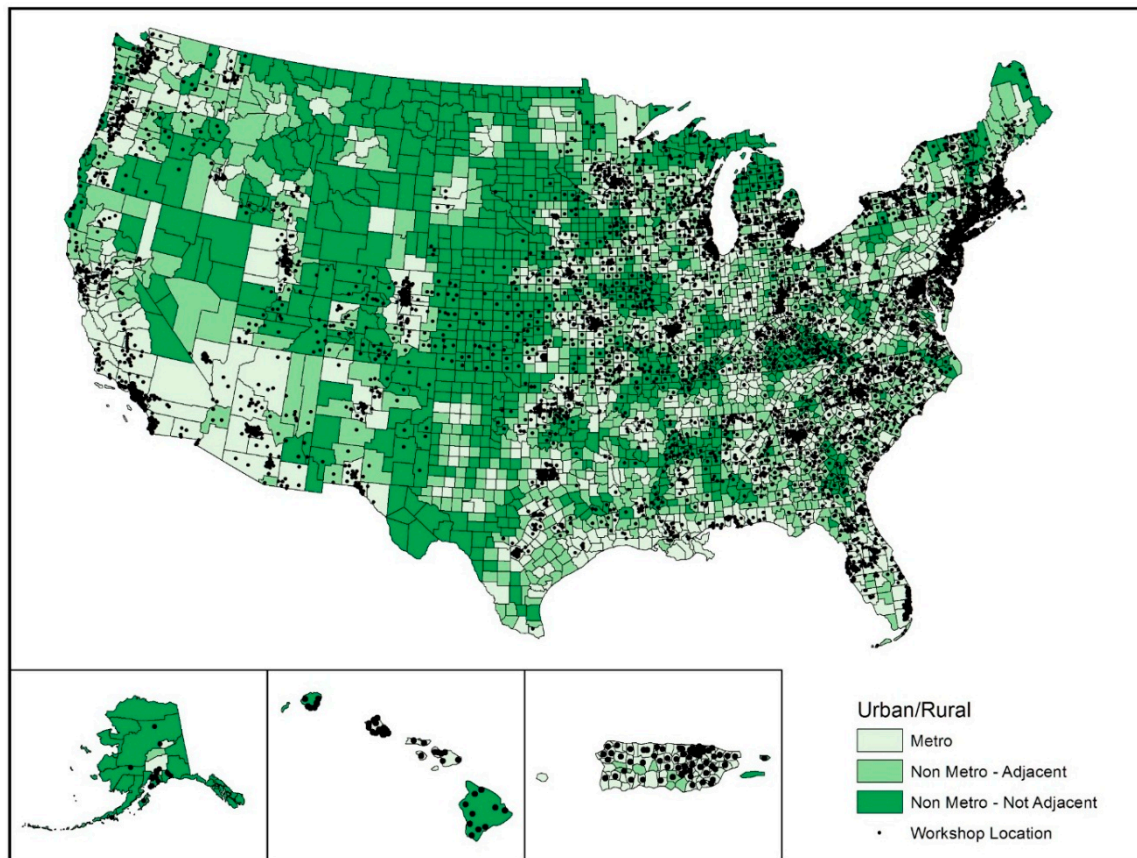 Urban/Rural
Metro
Non Metro - Adjacent
Non Metro - Not Adjacent
Workshop Location